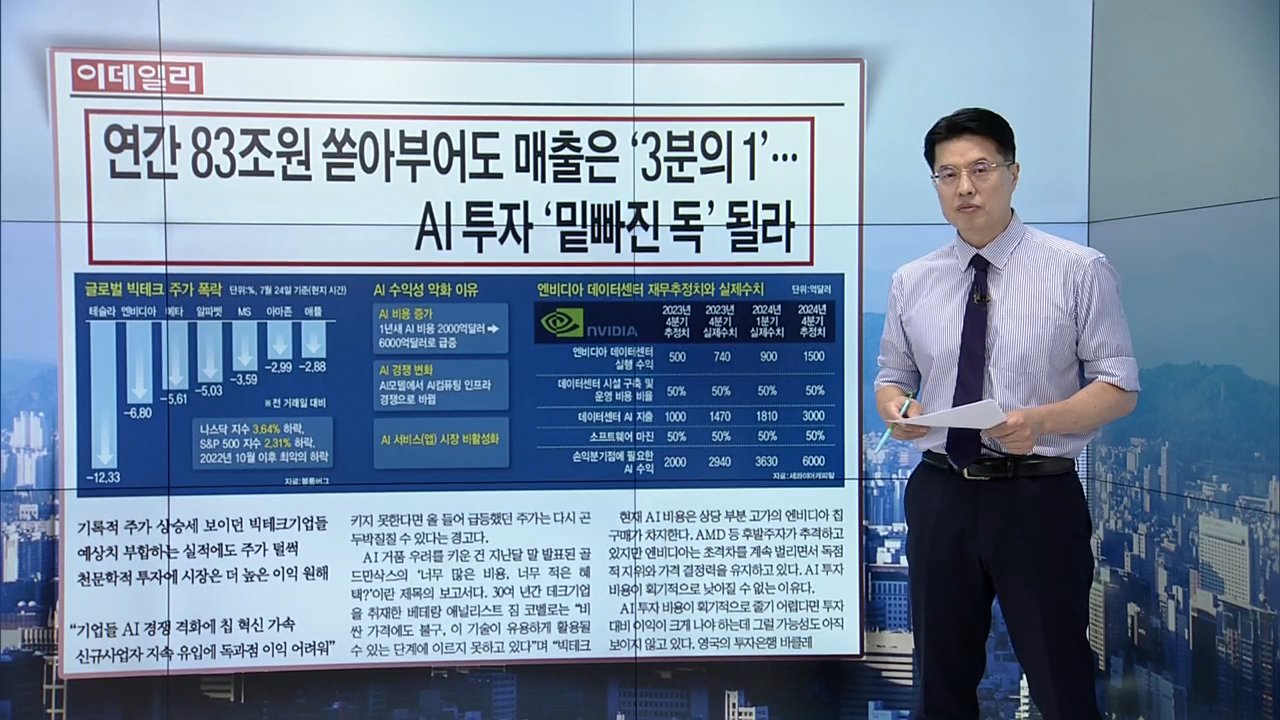 이데일리
연간 83조원 쏟아부어도 매출은 ‘3분의 1’…
AI 투자 ‘밑빠진 독’ 될라
글로벌 빅테크 주가 폭락 단위:%, 7월 24일 기준(현지 시간)
테슬라 엔비디아 메타 알파벳 MS 아마존 애플
-12.33 -6.80 -5.61 -5.03 -3.59 -2.99 -2.88
※전 거래일 대비
나스닥 지수 3.64% 하락,
S&P 500 지수 2.31% 하락,
2022년 10월 이후 최악의 하락
자료:블룸버그
AI 수익성 악화 이유
AI 비용 증가
1년새 AI 비용 2000억달러 ➡
6000억달러로 급증
AI 경쟁 변화
AI모델에서 AI컴퓨팅 인프라
경쟁으로 바뀜
AI 서비스(앱) 시장 비활성화
엔비디아 데이터센터 재무추정치와 실제수치 단위:억달러
NVIDIA
2023년 2023년 2024년 2024년
4분기 4분기 1분기 4분기
추정치 실제수치 실제수치 추정치
엔비디아 데이터센터
실행 수익 500 740 900 1500
데이터센터 시설 구축 및
운영 비용 비율 50% 50% 50% 50%
데이터센터 AI 지출 1000 1470 1810 3000
소프트웨어 마진 50% 50% 50% 50%
손익분기점에 필요한
AI 수익 2000 2940 3630 6000
자료:세콰이어캐피탈
기록적 주가 상승세 보이던 빅테크기업들
예상치 부합하는 실적에도 주가 털썩
천문학적 투자에 시장은 더 높은 이익 원해
“기업들 AI 경쟁 격화에 칩 혁신 가속
신규사업자 지속 유입에 독과점 이익 어려워”
키지 못한다면 올 들어 급등했던 주가는 다시 곤
두박질칠 수 있다는 경고다.
AI 거품 우려를 키운 건 지난달 말 발표된 골
드만삭스의 ‘너무 많은 비용, 너무 적은 혜
택?’이란 제목의 보고서다. 30여 년간 테크기업
을 취재한 베테랑 애널리스트 짐 코벨로는 “비
싼 가격에도 불구, 이 기술이 유용하게 활용될
수 있는 단계에 이르지 못하고 있다”며 “빅테크
현재 AI 비용은 상당 부분 고가의 엔비디아 칩
구매가 차지한다. AMD 등 후발주자가 추격하고
있지만 엔비디아는 초격차를 계속 벌리면서 독점
적 지위와 가격 결정력을 유지하고 있다. AI 투자
비용이 획기적으로 낮아질 수 없는 이유다.
AI 투자 비용이 획기적으로 줄기 어렵다면 투자
대비 이익이 크게 나야 하는데 그럴 가능성도 아직
보이지 않고 있다. 영국의 투자은행 바클레